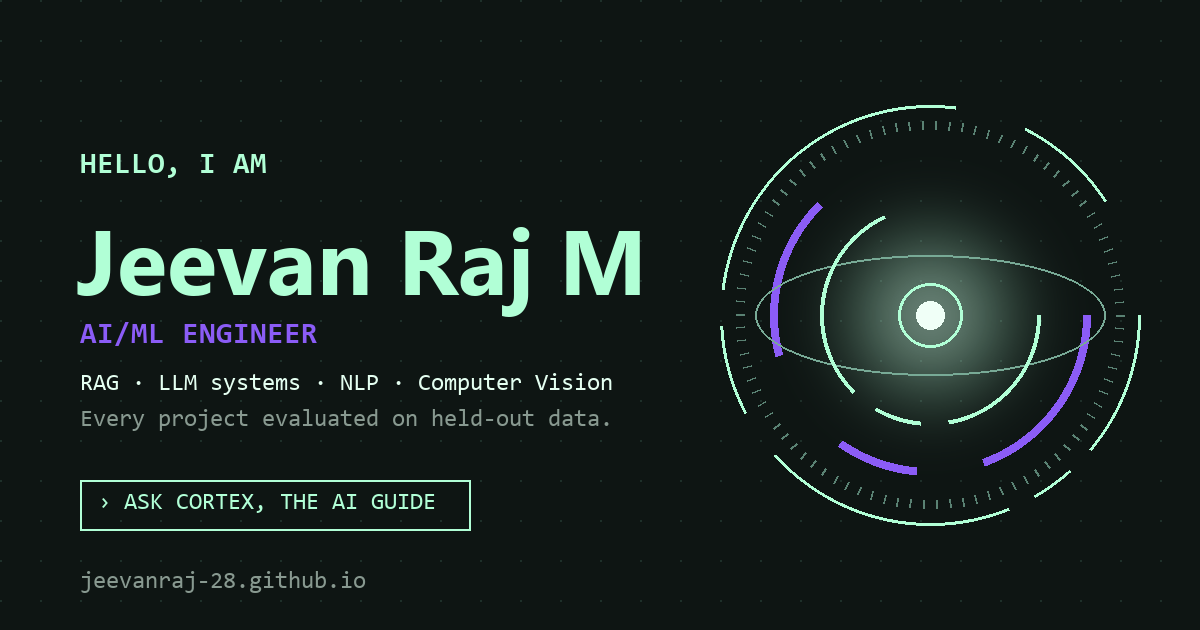 HELLO, I AM
Jeevan Raj M
AI/ML ENGINEER
RAG · LLM systems · NLP · Computer Vision
Every project evaluated on held-out data.
› ASK CORTEX, THE AI GUIDE
jeevanraj-28.github.io